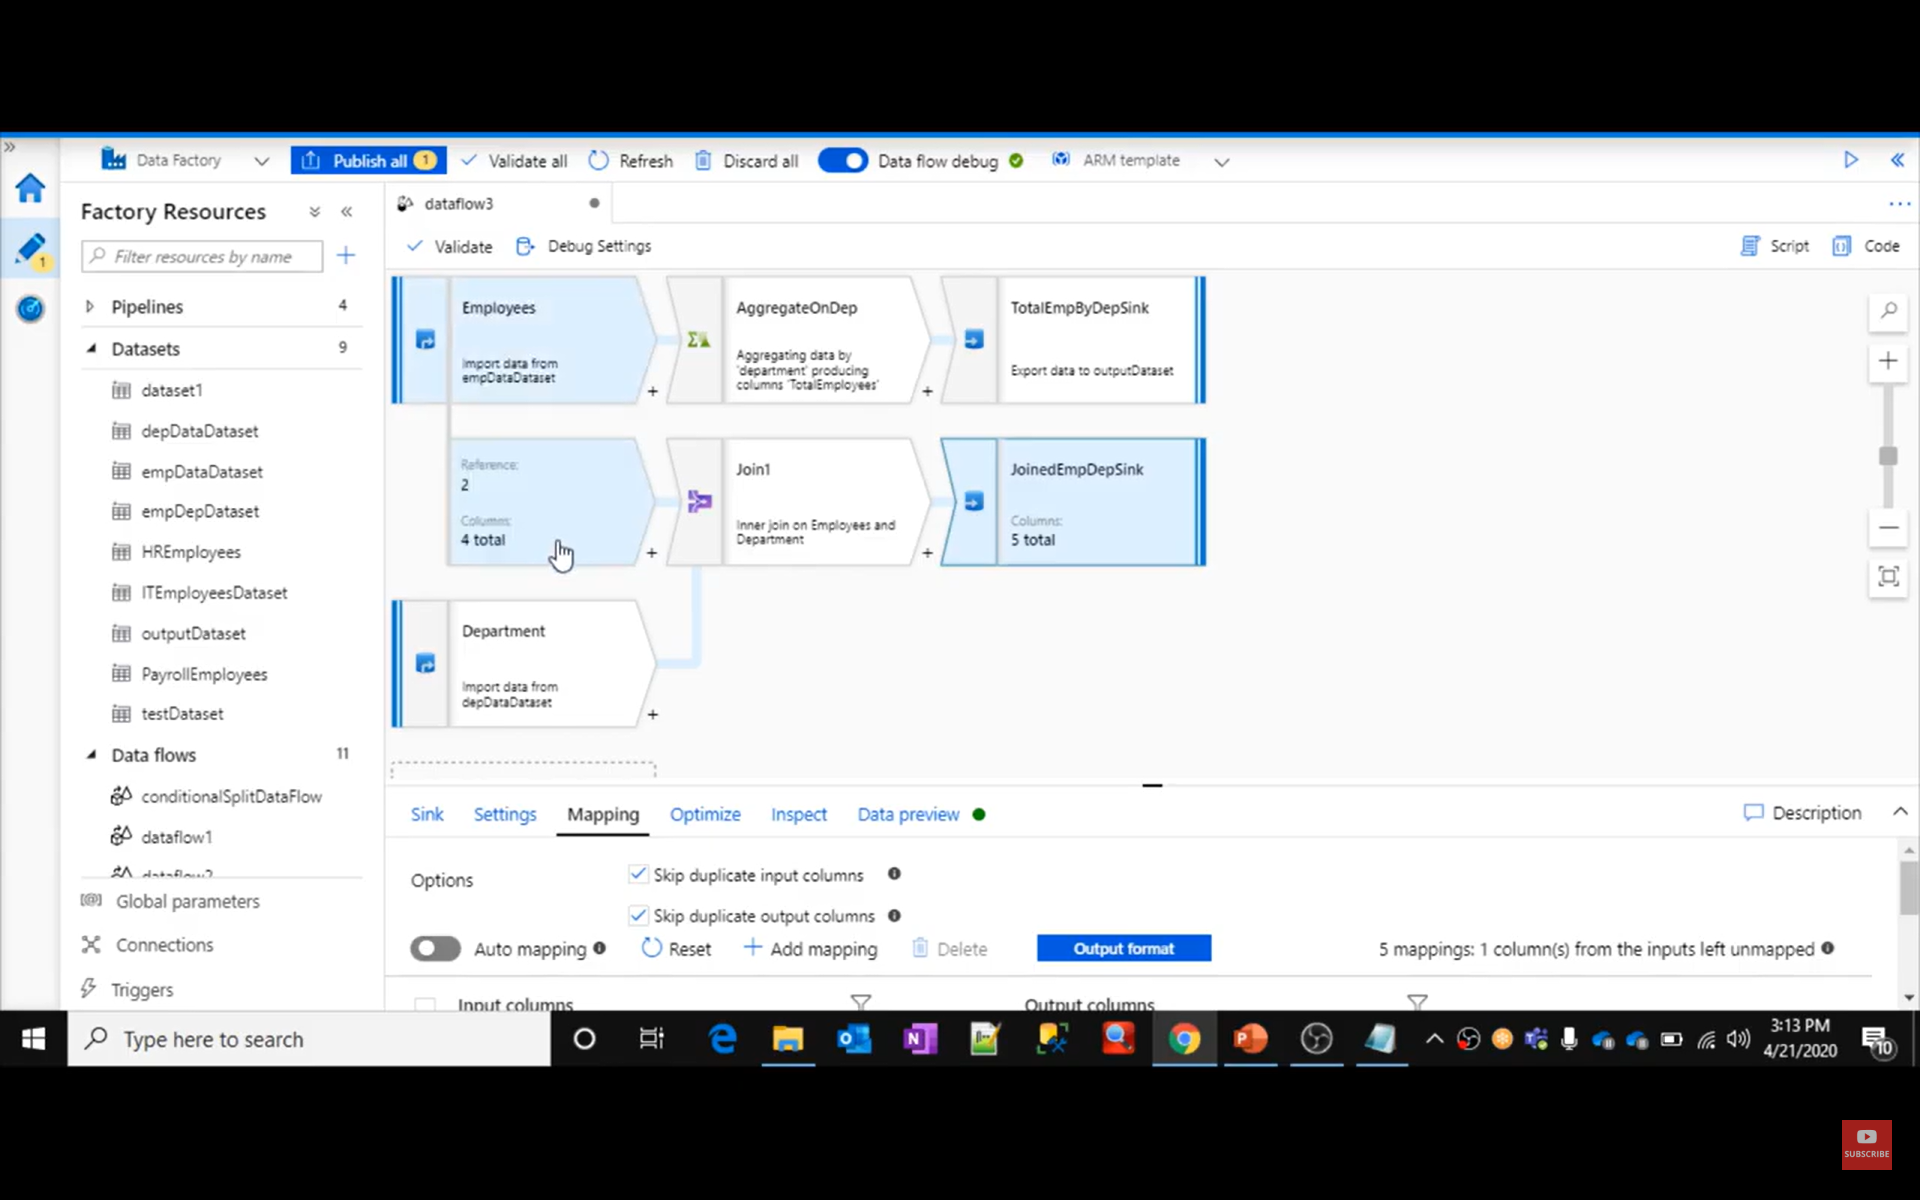 Data Factory
Publish all 1
Validate all
Refresh
Discard all
Data flow debug
ARM template
Factory Resources
Filter resources by name
1
Pipelines 4
Datasets 9
dataset1
depDataDataset
empDataDataset
empDepDataset
HREmployees
ITEmployeesDataset
outputDataset
PayrollEmployees
testDataset
Data flows 11
conditionalSplitDataFlow
dataflow1
dataflow2
Global parameters
Connections
Triggers
dataflow3
Validate
Debug Settings
Script
Code
Employees
Import data from
empDataDataset
AggregateOnDep
Aggregating data by
'department' producing
columns 'TotalEmployees'
TotalEmpByDepSink
Export data to outputDataset
Reference:
2
Columns:
4 total
Join1
Inner join on Employees and
Department
JoinedEmpDepSink
Columns:
5 total
Department
Import data from
depDataDataset
Sink
Settings
Mapping
Optimize
Inspect
Data preview
Description
Options
Skip duplicate input columns
Skip duplicate output columns
Auto mapping
Reset
Add mapping
Delete
Output format
5 mappings: 1 column(s) from the inputs left unmapped
Input columns
Output columns
Type here to search
3:13 PM
4/21/2020
10
SUBSCRIBE